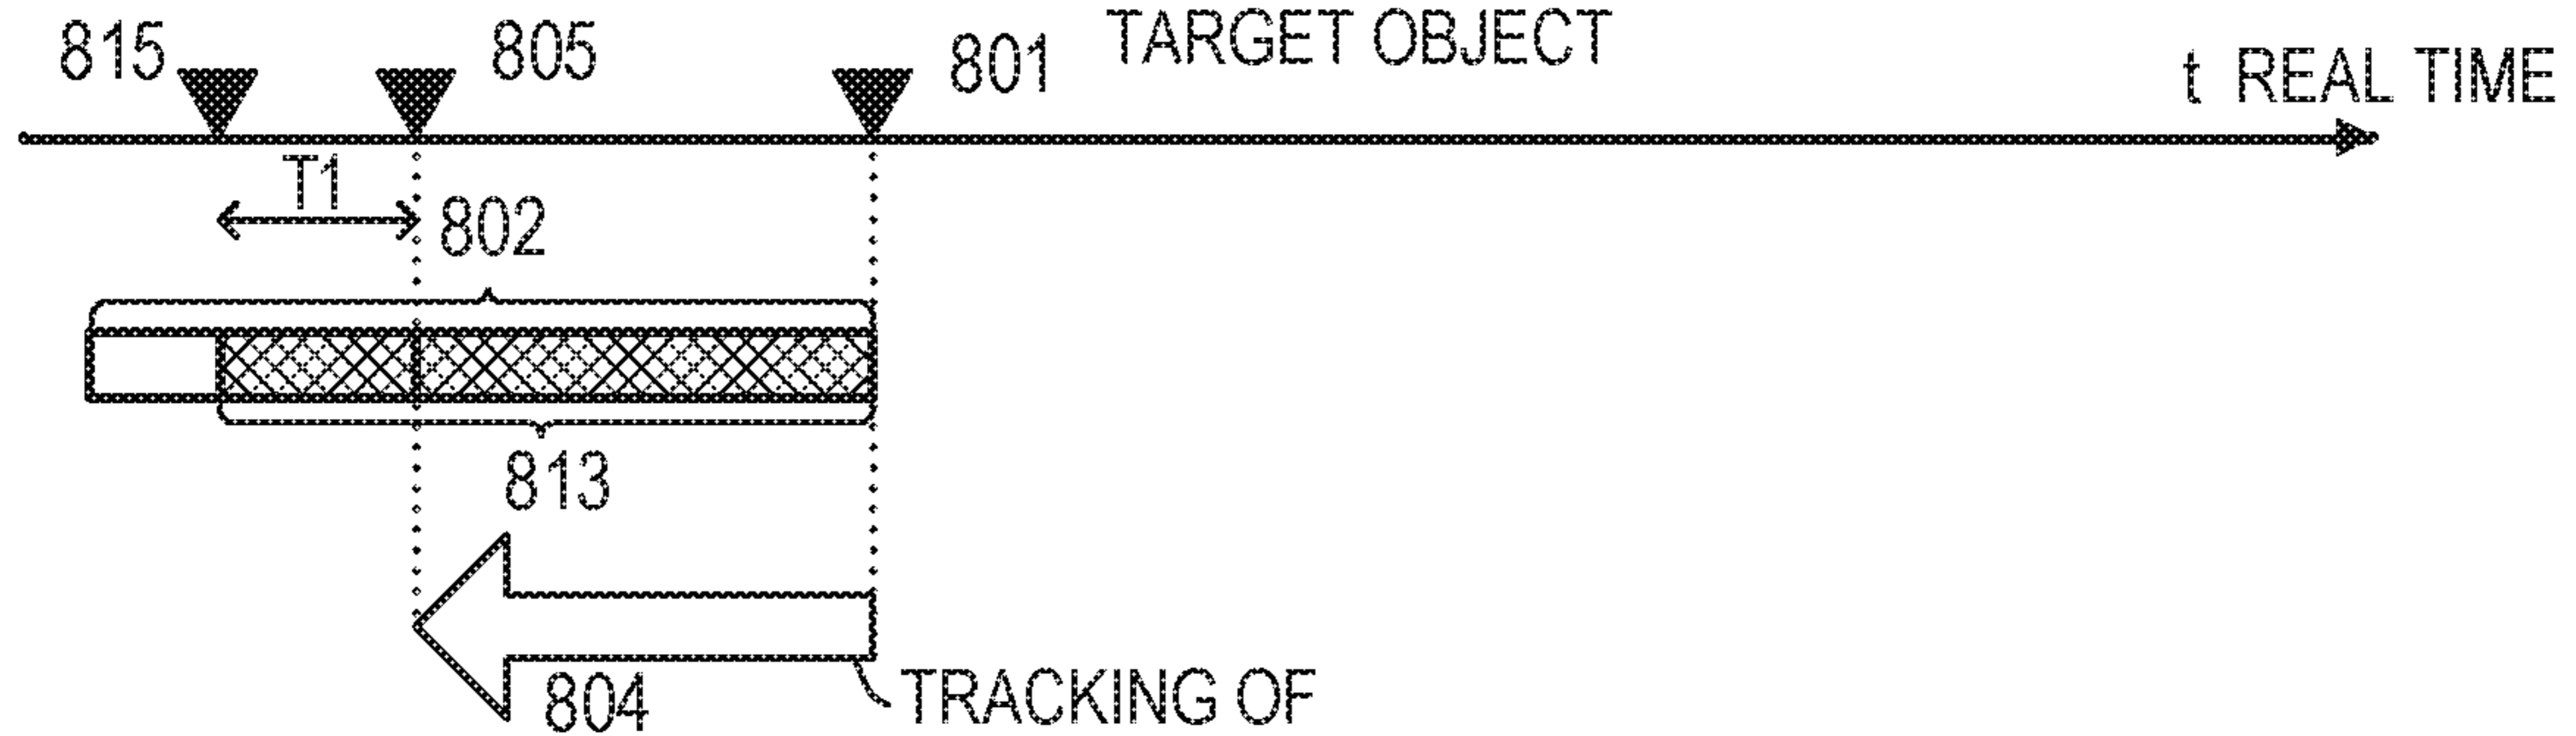 815
805
801
TARGET OBJECT
t REAL TIME
T1
802
813
804
TRACKING OF